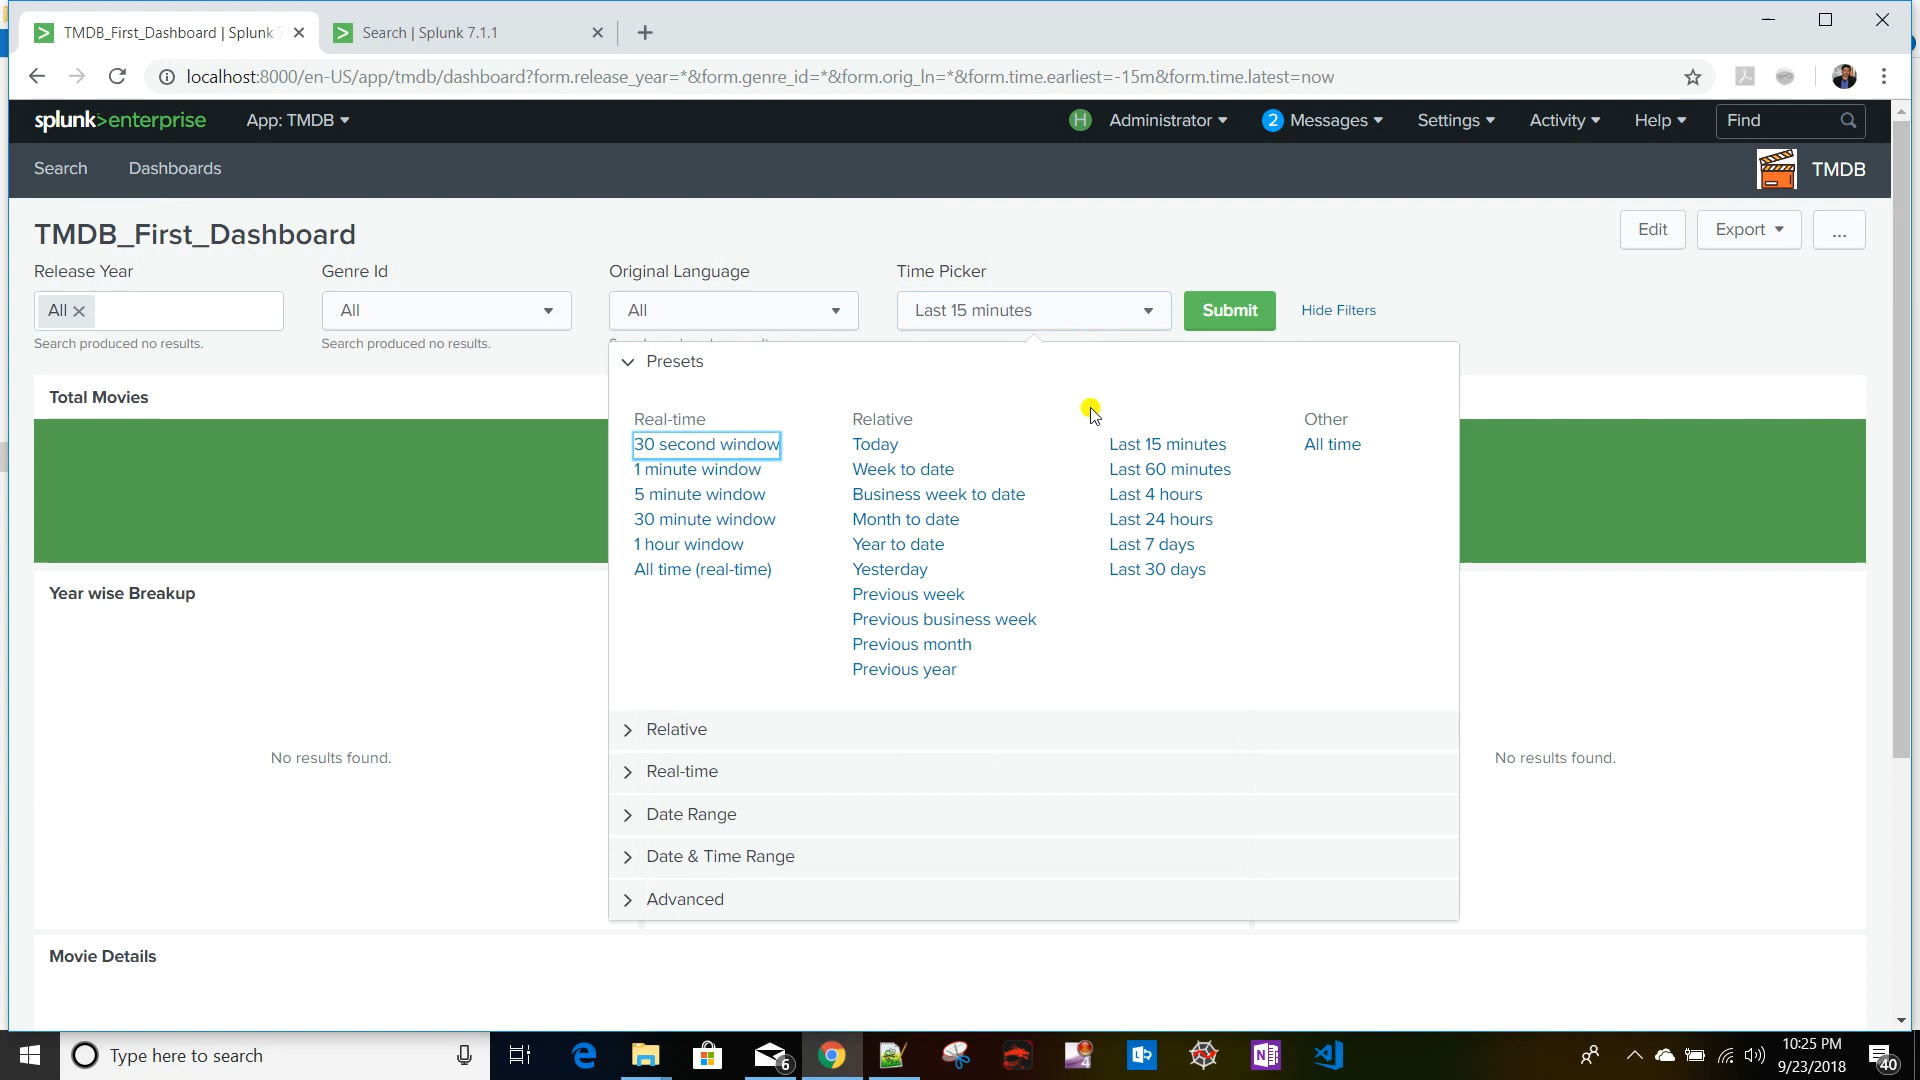 TMDB_First_Dashboard | Splunk 7
Search | Splunk 7.1.1
localhost:8000/en-US/app/tmdb/dashboard?form.release_year=*&form.genre_id=*&form.orig_ln=*&form.time.earliest=-15m&form.time.latest=now
splunk>enterprise
App: TMDB
H
Administrator
2 Messages
Settings
Activity
Help
Find
Search
Dashboards
TMDB
TMDB_First_Dashboard
Edit
Export
...
Release Year
Genre Id
Original Language
Time Picker
All
All
All
Last 15 minutes
Submit
Hide Filters
Search produced no results.
Search produced no results.
Presets
Total Movies
Real-time
30 second window
1 minute window
5 minute window
30 minute window
1 hour window
All time (real-time)
Relative
Today
Week to date
Business week to date
Month to date
Year to date
Yesterday
Previous week
Previous business week
Previous month
Previous year
Last 15 minutes
Last 60 minutes
Last 4 hours
Last 24 hours
Last 7 days
Last 30 days
Other
All time
Year wise Breakup
Relative
Real-time
Date Range
Date & Time Range
Advanced
No results found.
No results found.
Movie Details
Type here to search
6
4
10:25 PM
9/23/2018
40